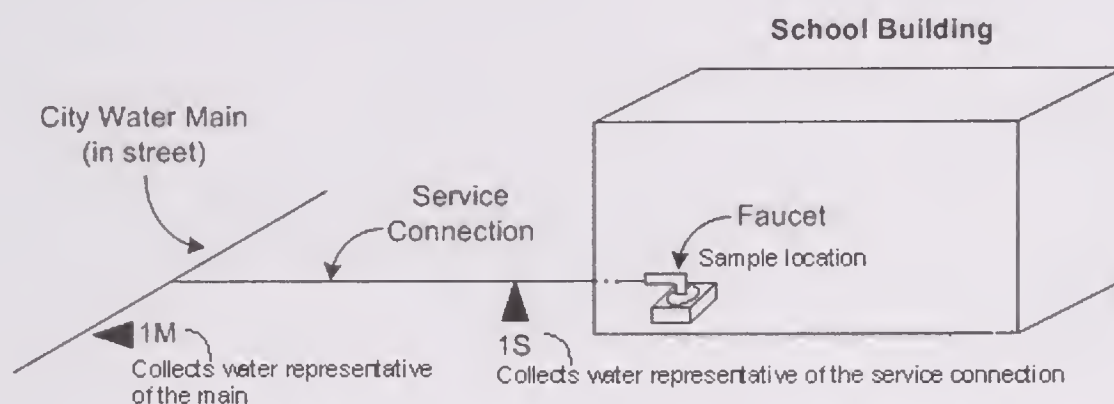 School Building
City Water Main
(in street)
Service
Connection
Faucet
Sample location
1M
Collects water representative
of the main
1S
Collects water representative of the service connection